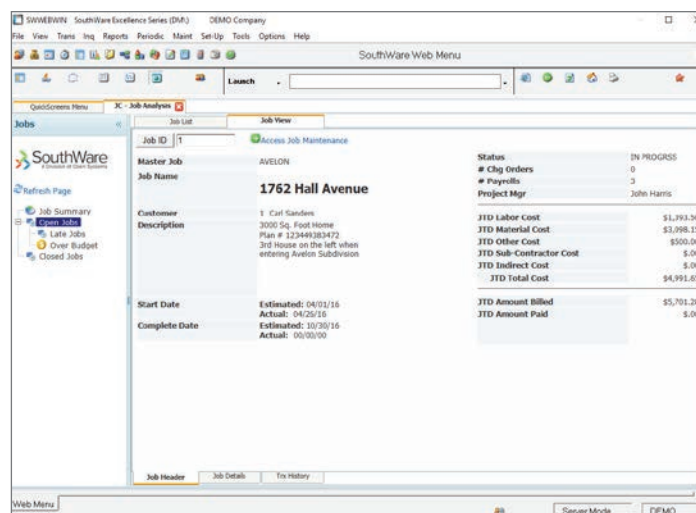 SWWEBWIN SouthWare Excellence Series (DM\) DEMO Company
File View Trans Inq Reports Periodic Maint Set-Up Tools Options Help
SouthWare Web Menu
Launch
QuickScreens Menu JC - Job Analysis
Jobs « Job List Job View
Job ID 1 Access Job Maintenance
SouthWare
A Division of Open Systems
Refresh Page
Job Summary
Open Jobs
Late Jobs
Over Budget
Closed Jobs
Master Job AVELON
Job Name 1762 Hall Avenue
Customer 1 Carl Sanders
Description 3000 Sq. Foot Home
Plan # 123449383472
3rd House on the left when
entering Avelon Subdivision
Start Date Estimated: 04/01/16
Actual: 04/26/16
Complete Date Estimated: 10/30/16
Actual: 00/00/00
Status IN PROGRSS
# Chg Orders 0
# Payrolls 3
Project Mgr John Harris
JTD Labor Cost
JTD Material Cost
JTD Other Cost
JTD Sub-Contractor Cost
JTD Indirect Cost
JTD Total Cost
JTD Amount Billed
JTD Amount Paid
Job Header Job Details Trx History
Web Menu
Server Mode DEMO